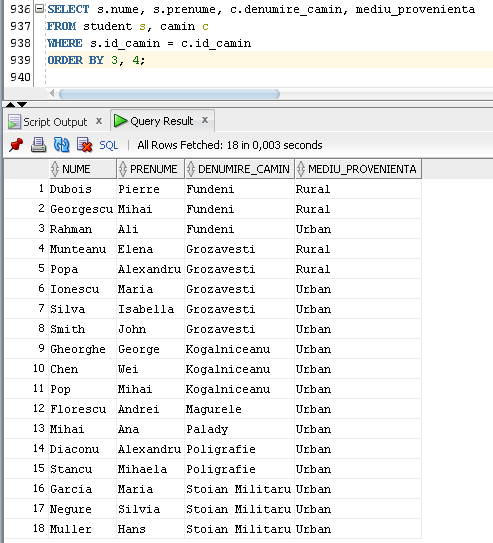 936 SELECT s.nume, s.prenume, c.denumire_camin, mediu_provenienta
937 FROM student s, camin c
938 WHERE s.id_camin = c.id_camin
939 ORDER BY 3, 4;
940
Script Output x Query Result x
SQL | All Rows Fetched: 18 in 0,003 seconds
NUME PRENUME DENUMIRE_CAMIN MEDIU_PROVENIENTA
1 Dubois Pierre Fundeni Rural
2 Georgescu Mihai Fundeni Rural
3 Rahman Ali Fundeni Urban
4 Munteanu Elena Grozavesti Rural
5 Popa Alexandru Grozavesti Rural
6 Ionescu Maria Grozavesti Urban
7 Silva Isabella Grozavesti Urban
8 Smith John Grozavesti Urban
9 Gheorghe George Kogalniceanu Urban
10 Chen Wei Kogalniceanu Urban
11 Pop Mihai Kogalniceanu Urban
12 Florescu Andrei Magurele Urban
13 Mihai Ana Palady Urban
14 Diaconu Alexandru Poligrafie Urban
15 Stancu Mihaela Poligrafie Urban
16 Garcia Maria Stoian Militaru Urban
17 Negure Silvia Stoian Militaru Urban
18 Muller Hans Stoian Militaru Urban